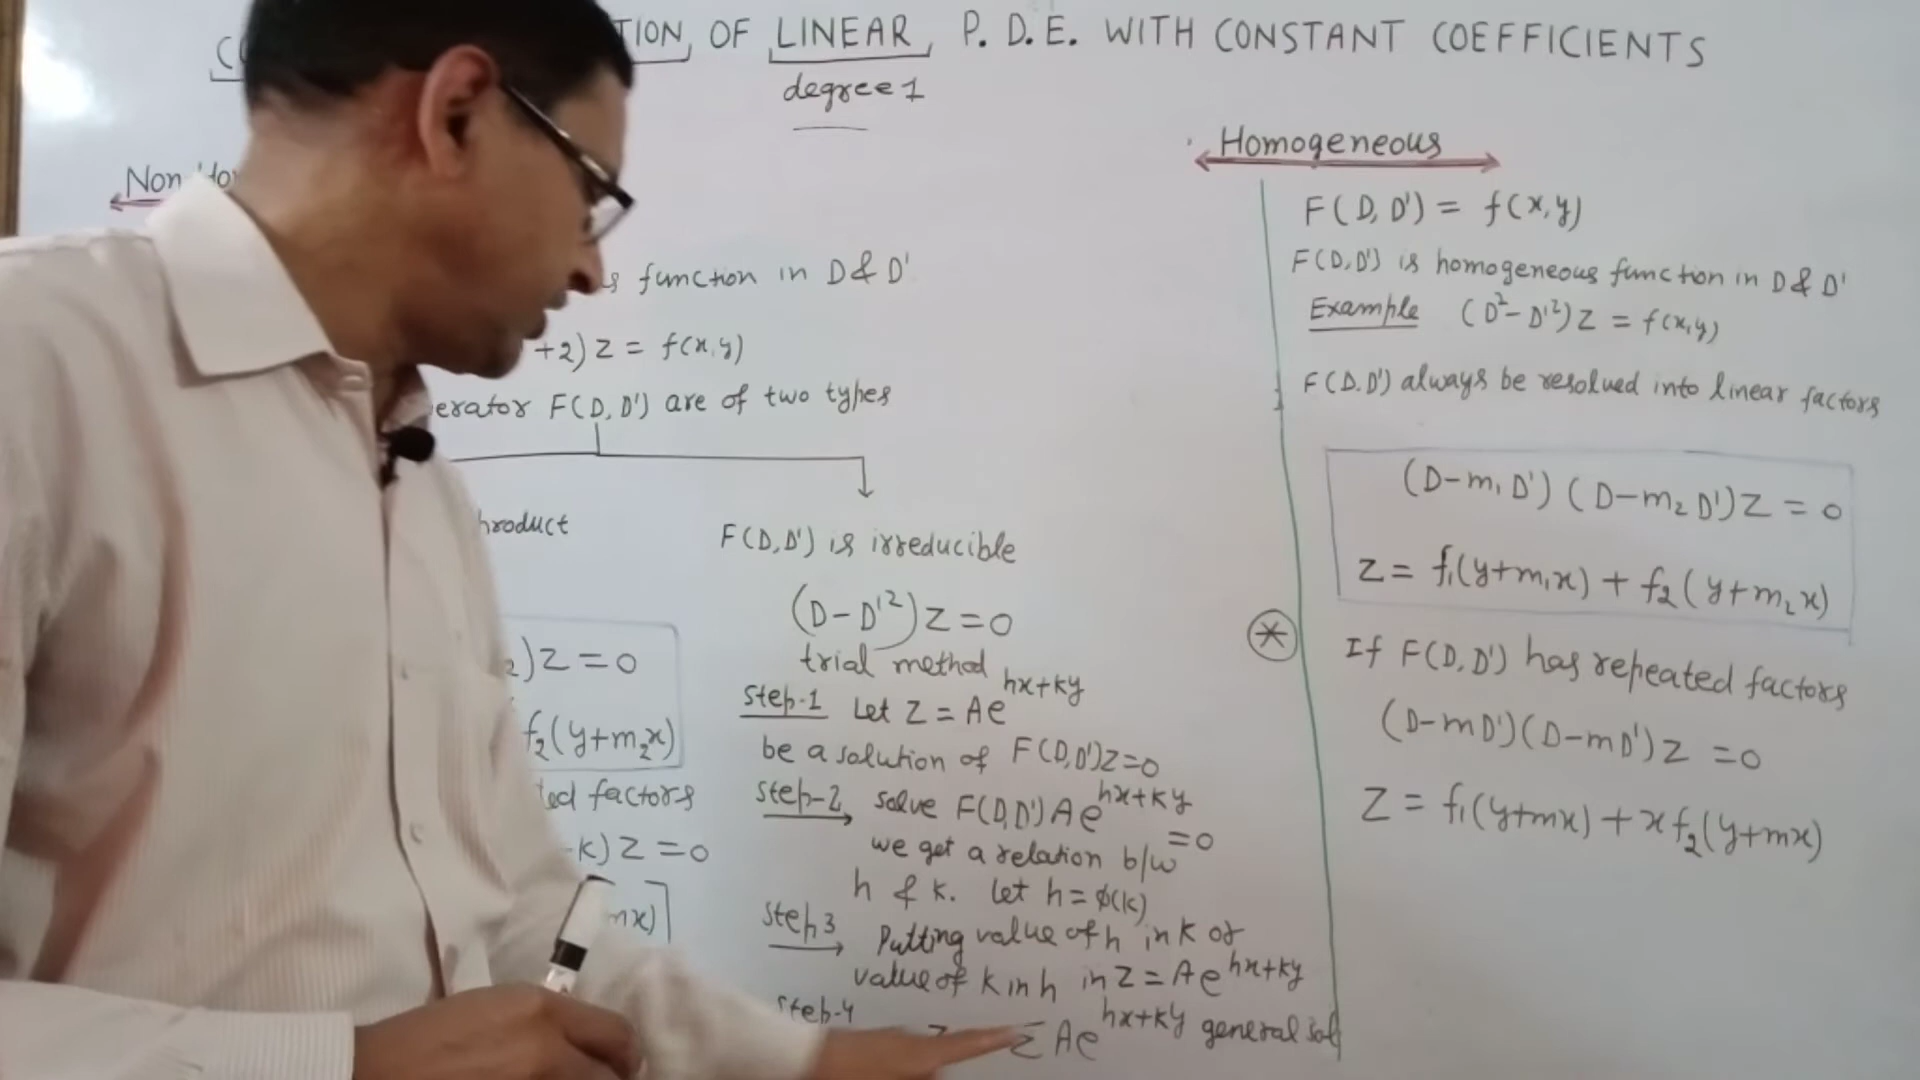 TION OF LINEAR P. D. E. WITH CONSTANT COEFFICIENTS
degree 1
Non
function in D & D'
+2) Z = f(x,y)
F(D, D') are of two types
product
F(D,D') is irreducible
(D-D'²)Z=0
trial method
Step-1 Let Z = Ae^{hx+ky}
be a solution of F(D,D')Z=0
Step-2 solve F(D,D')Ae^{hx+ky} =0
we get a relation b/w
h & k. Let h = ϕ(k)
Step3 Putting value of h in k or
value of k in h in Z = Ae^{hx+ky}
Step-4
Σ Ae^{hx+ky} general sol
)Z=0
f₂(y+m₂x)
factors
-k) Z =0
mx)
Homogeneous
F(D, D') = f(x,y)
F(D,D') is homogeneous function in D & D'
Example (D²-D'²)Z = f(x,y)
F(D.D') always be resolved into linear factors
(D-m₁D') (D-m₂D')Z = 0
Z = f₁(y+m₁x) + f₂(y+m₂x)
* If F(D,D') has repeated factors
(D-mD')(D-mD')Z =0
Z = f₁(y+mx)+xf₂(y+mx)